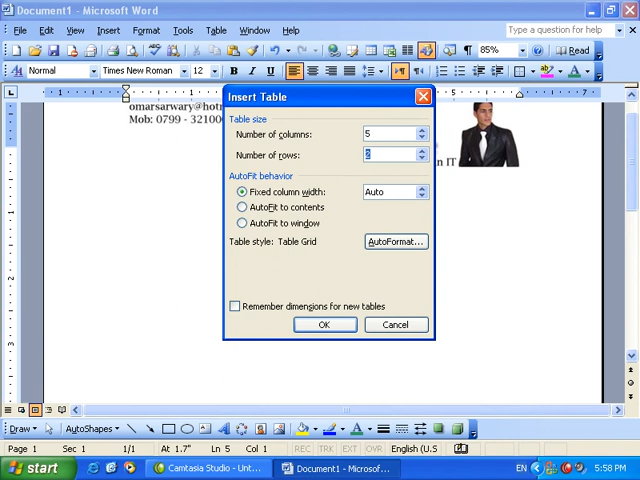 Document1 - Microsoft Word
File Edit View Insert Format Tools Table Window Help Type a question for help
85% Read
Normal Times New Roman 12 B I U
Insert Table
omarsarwary@hotm
Mob: 0799 - 32100
n IT
Table size
Number of columns: 5
Number of rows: 2
AutoFit behavior
Fixed column width: Auto
AutoFit to contents
AutoFit to window
Table style: Table Grid AutoFormat...
Remember dimensions for new tables
OK Cancel
Draw AutoShapes
Page 1 Sec 1 1/1 At 1.7" Ln 5 Col 1 REC TRK EXT OVR English (U.S
start Camtasia Studio - Unt... Document1 - Microsof... EN 5:58 PM